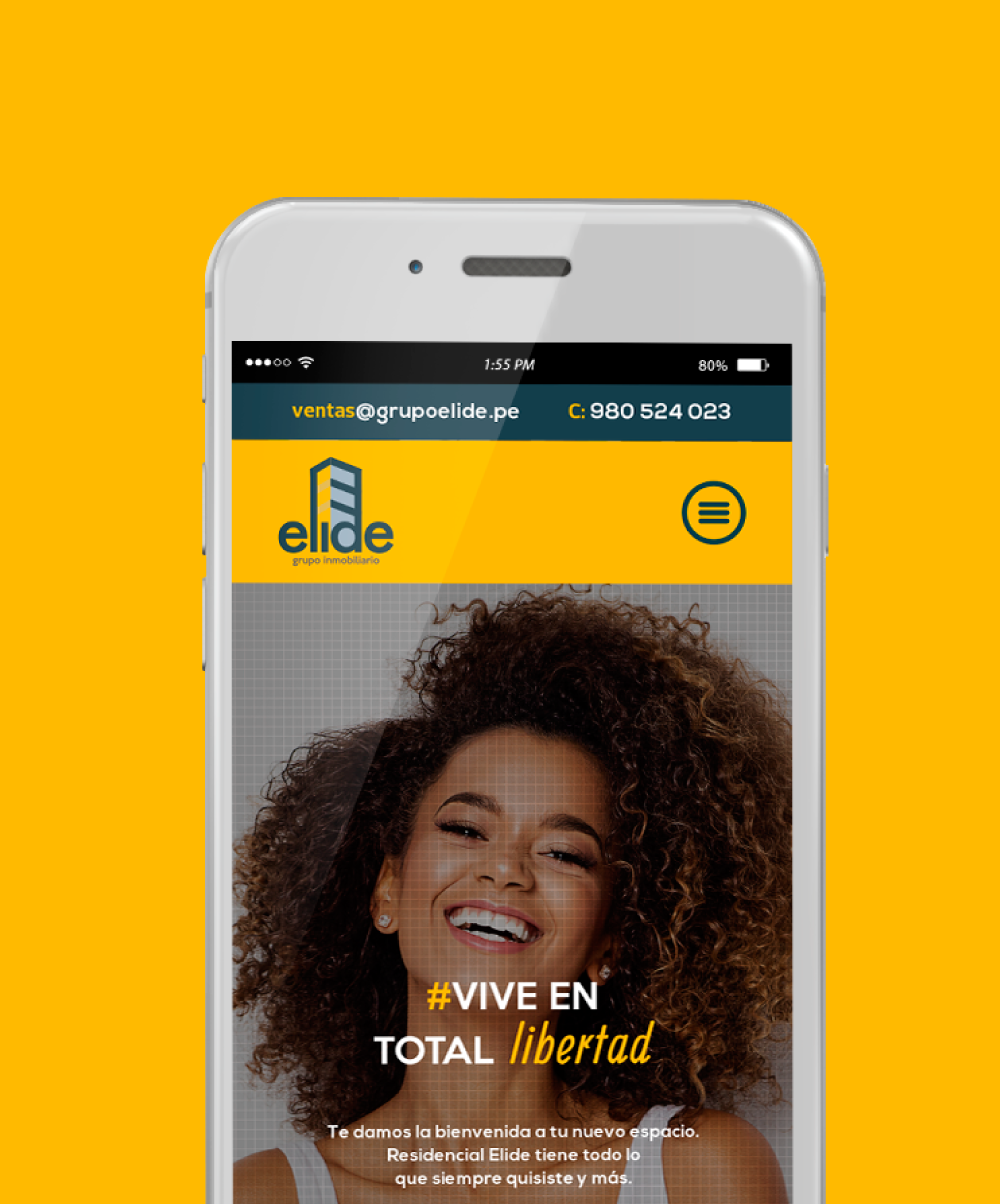 1:55 PM
80%
ventas@grupoelide.pe C: 980 524 023
elide
grupo inmobiliario
#VIVE EN
TOTAL libertad
Te damos la bienvenida a tu nuevo espacio.
Residencial Elide tiene todo lo
que siempre quisiste y más.